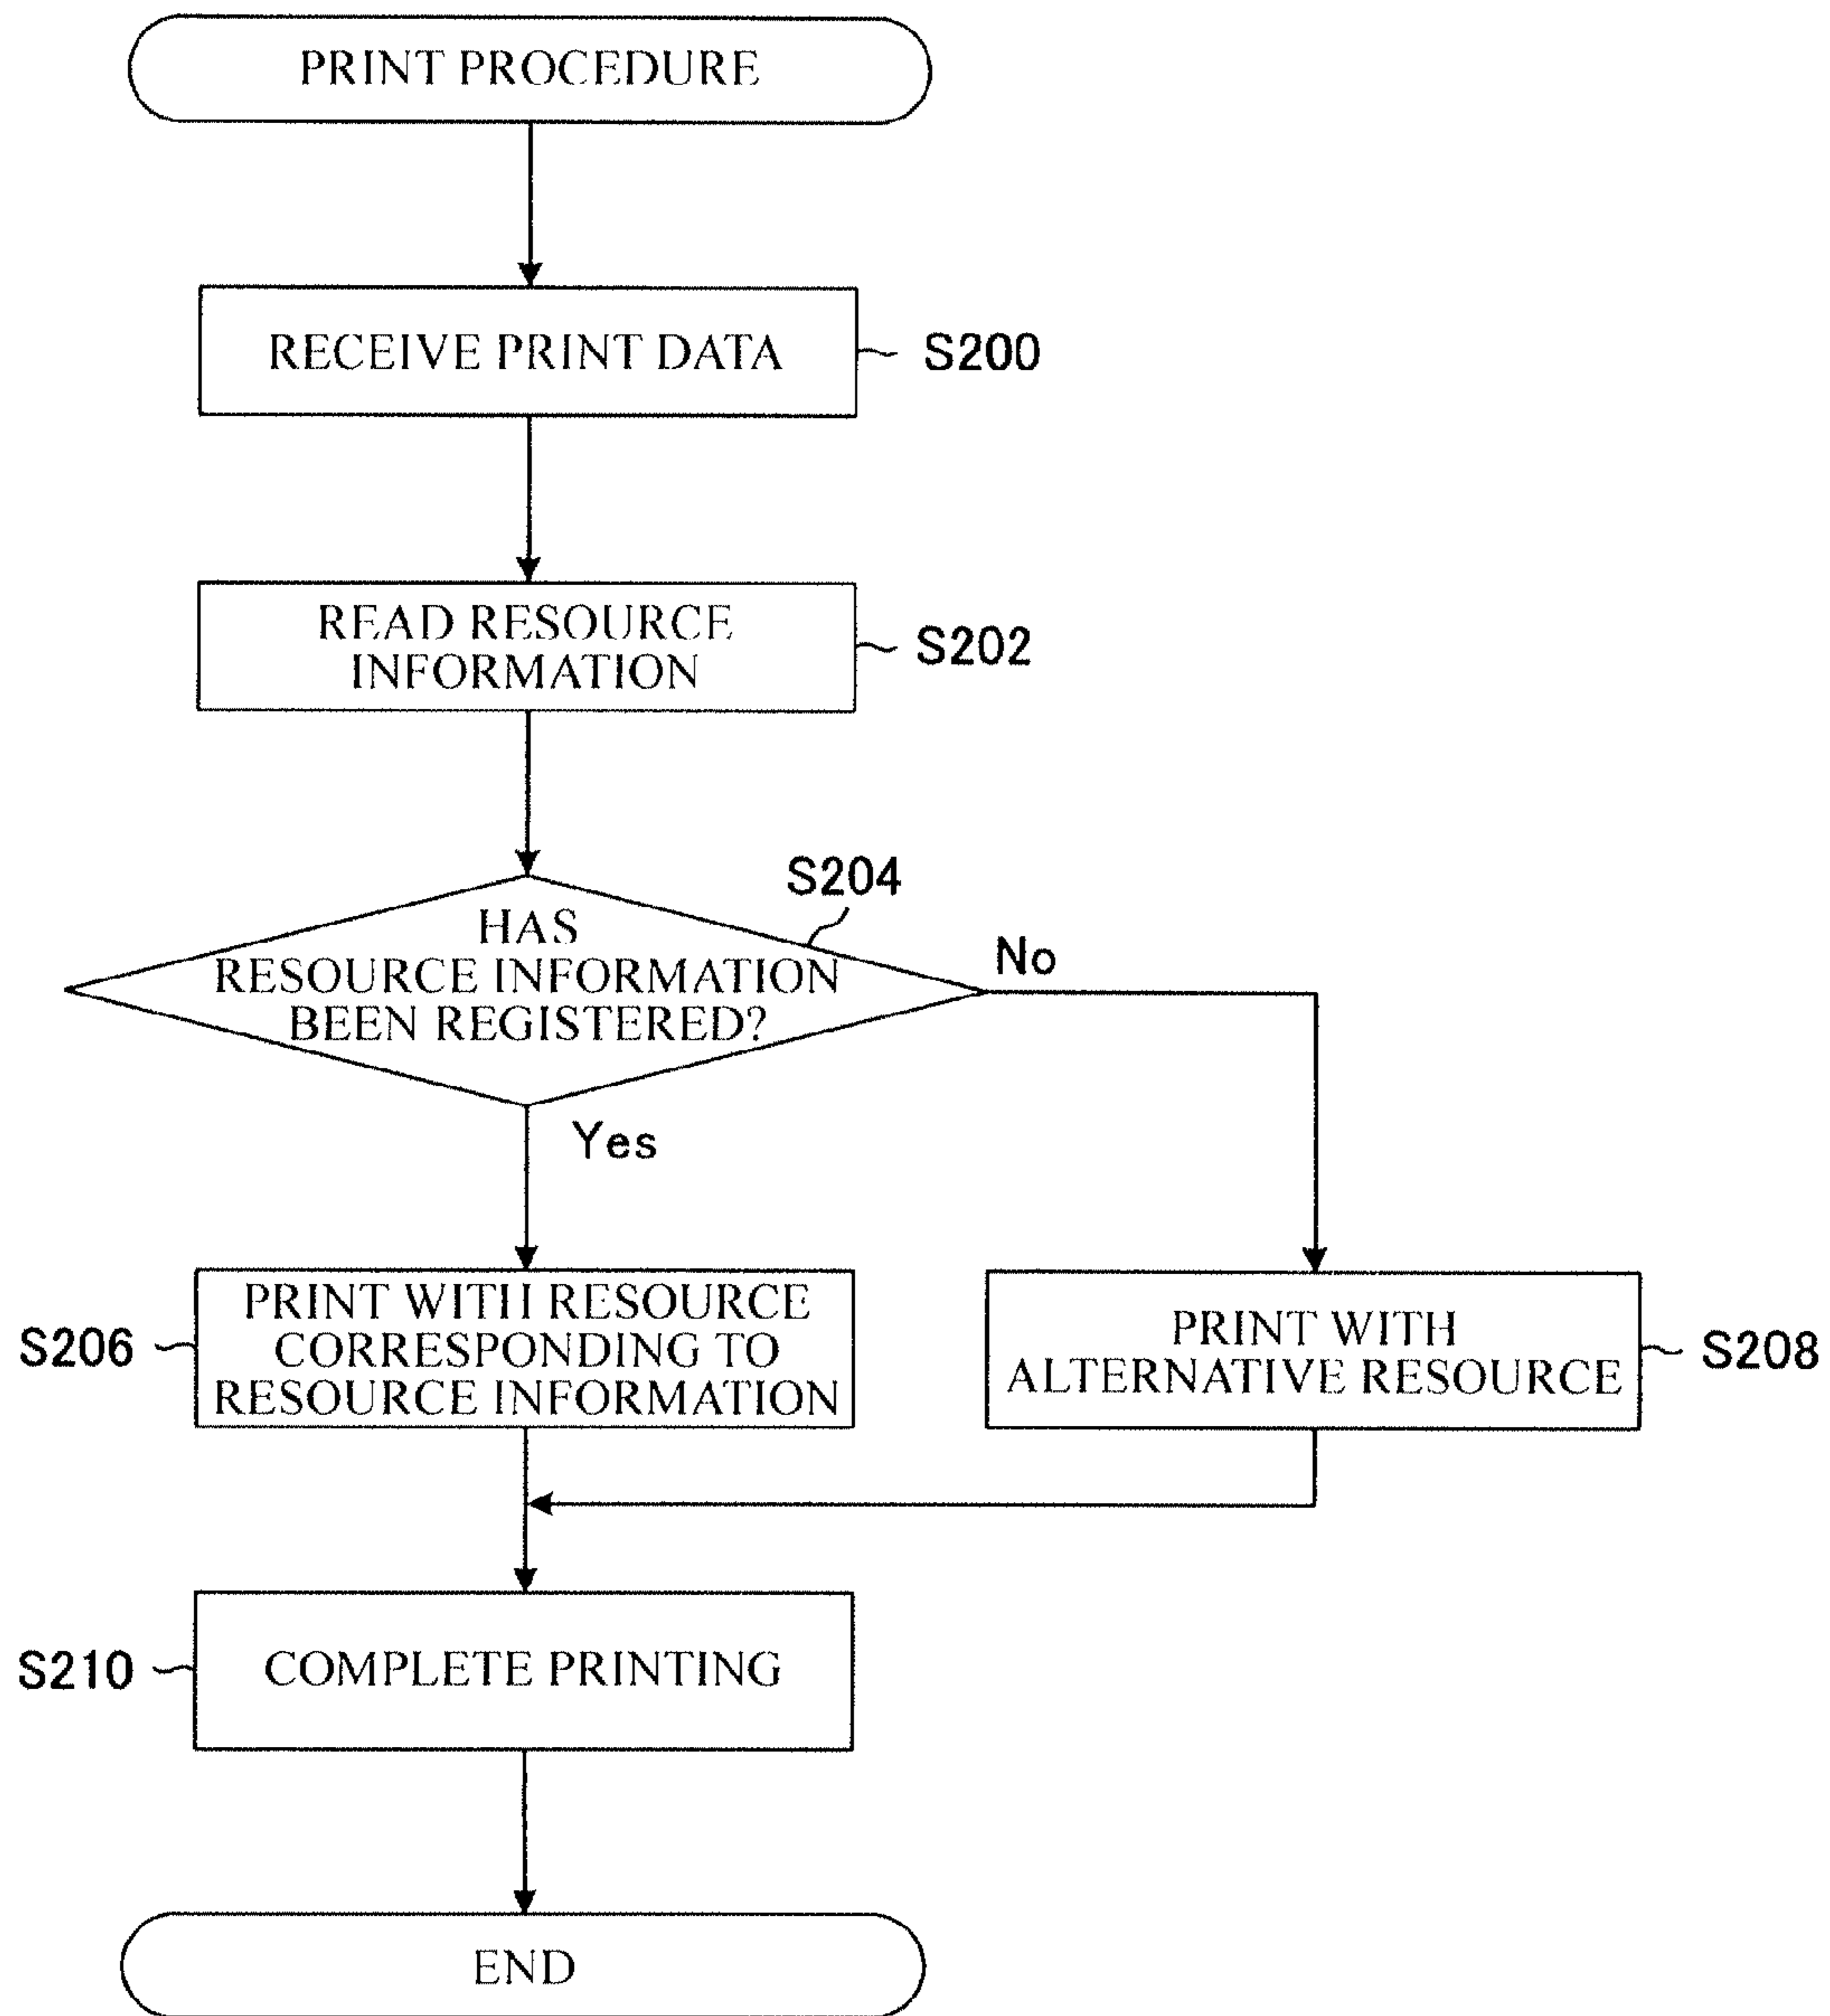 PRINT PROCEDURE
RECEIVE PRINT DATA
S200
READ RESOURCE
INFORMATION
S202
S204
HAS
RESOURCE INFORMATION
BEEN REGISTERED?
No
Yes
S206
PRINT WITH RESOURCE
CORRESPONDING TO
RESOURCE INFORMATION
PRINT WITH
ALTERNATIVE RESOURCE
S208
S210
COMPLETE PRINTING
END